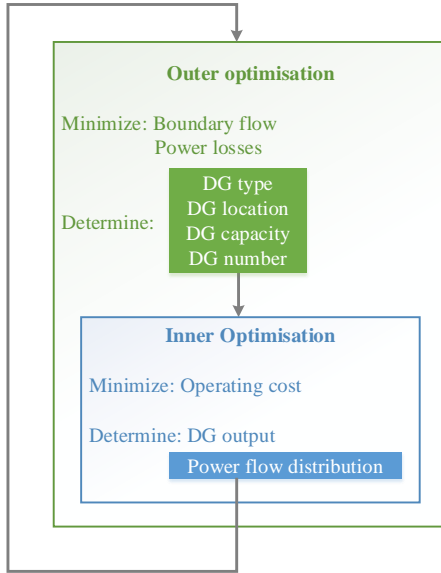 Outer optimisation
Minimize: Boundary flow
Power losses
Determine:
DG type
DG location
DG capacity
DG number
Inner Optimisation
Minimize: Operating cost
Determine: DG output
Power flow distribution